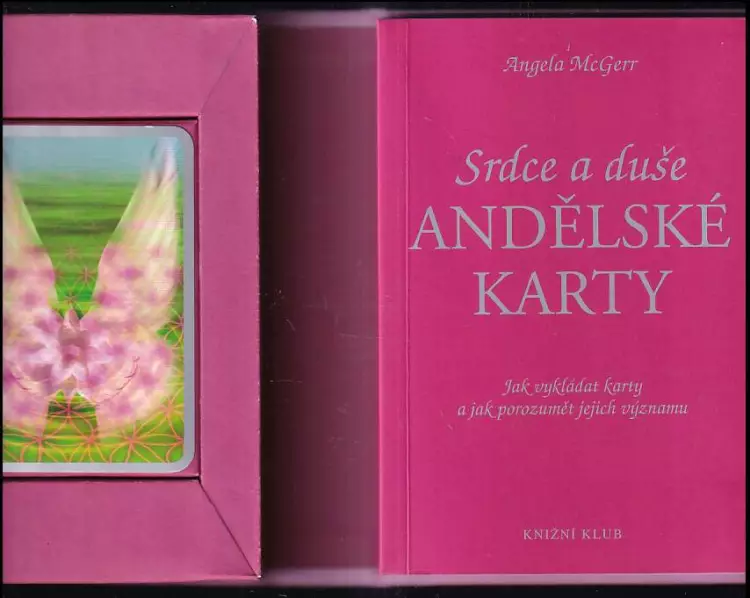 Angela McGerr
Srdce a duše
ANDĚLSKÉ
KARTY
Jak vykládat karty
a jak porozumět jejich významu
KNIŽNÍ KLUB